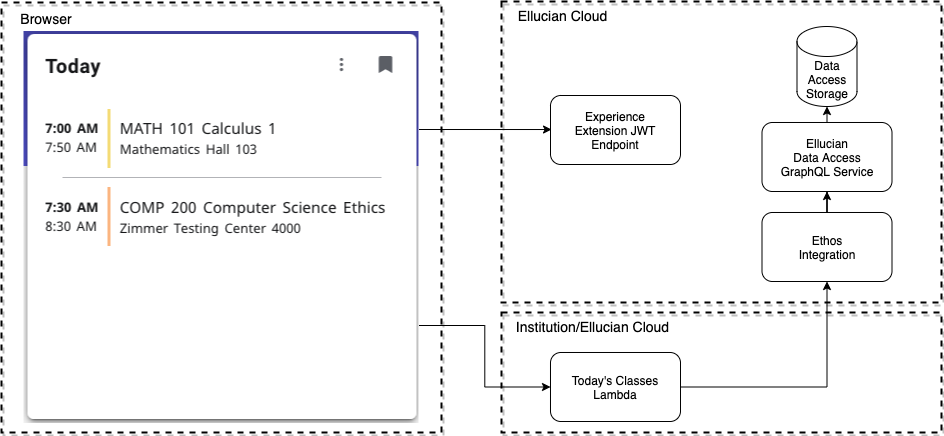 Browser
Today
7:00 AM
7:50 AM
MATH 101 Calculus 1
Mathematics Hall 103
7:30 AM
8:30 AM
COMP 200 Computer Science Ethics
Zimmer Testing Center 4000
Ellucian Cloud
Experience
Extension JWT
Endpoint
Data
Access
Storage
Ellucian
Data Access
GraphQL Service
Ethos
Integration
Institution/Ellucian Cloud
Today's Classes
Lambda